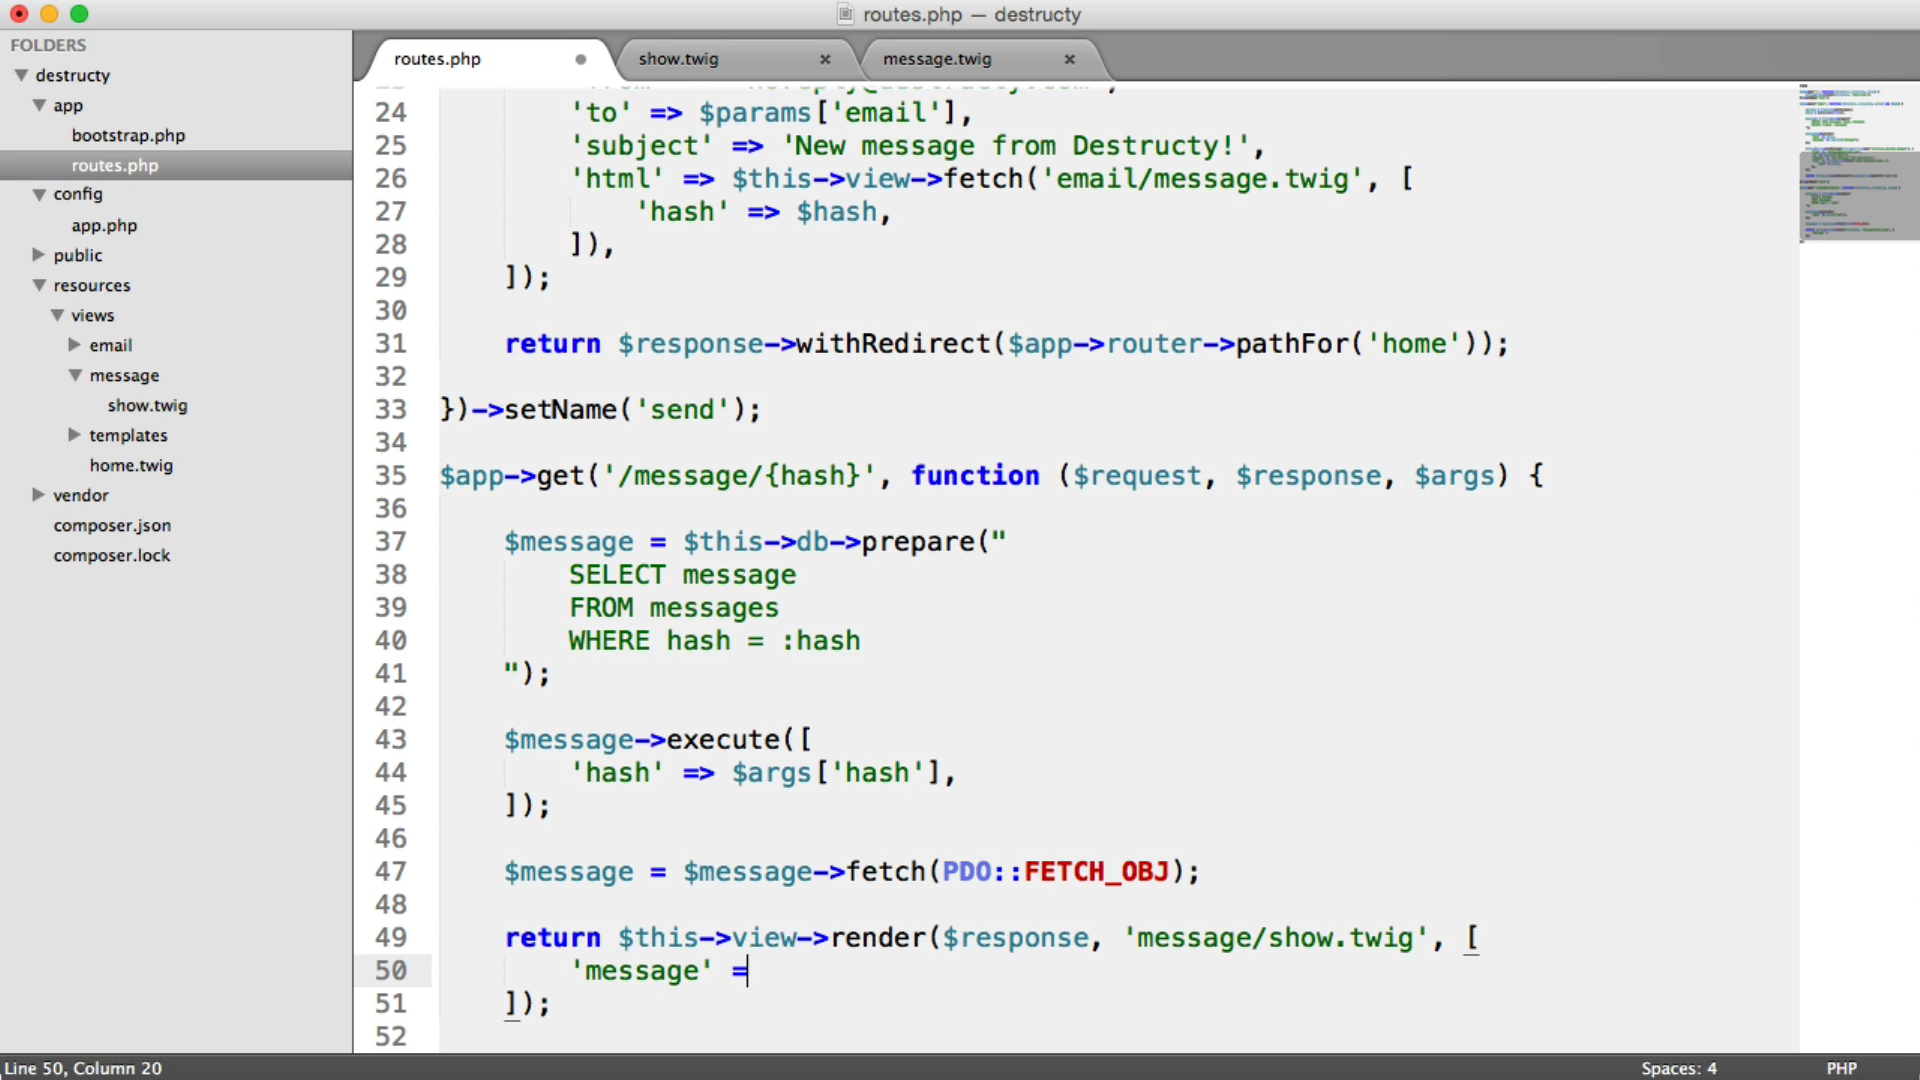 routes.php — destructy
FOLDERS
destructy
app
bootstrap.php
routes.php
config
app.php
public
resources
views
email
message
show.twig
templates
home.twig
vendor
composer.json
composer.lock
routes.php
show.twig
message.twig
24 'to' => $params['email'],
25 'subject' => 'New message from Destructy!',
26 'html' => $this->view->fetch('email/message.twig', [
27 'hash' => $hash,
28 ]),
29 ]);
30
31 return $response->withRedirect($app->router->pathFor('home'));
32
33 })->setName('send');
34
35 $app->get('/message/{hash}', function ($request, $response, $args) {
36
37 $message = $this->db->prepare("
38 SELECT message
39 FROM messages
40 WHERE hash = :hash
41 ");
42
43 $message->execute([
44 'hash' => $args['hash'],
45 ]);
46
47 $message = $message->fetch(PDO::FETCH_OBJ);
48
49 return $this->view->render($response, 'message/show.twig', [
50 'message' =
51 ]);
52
Line 50, Column 20
Spaces: 4
PHP